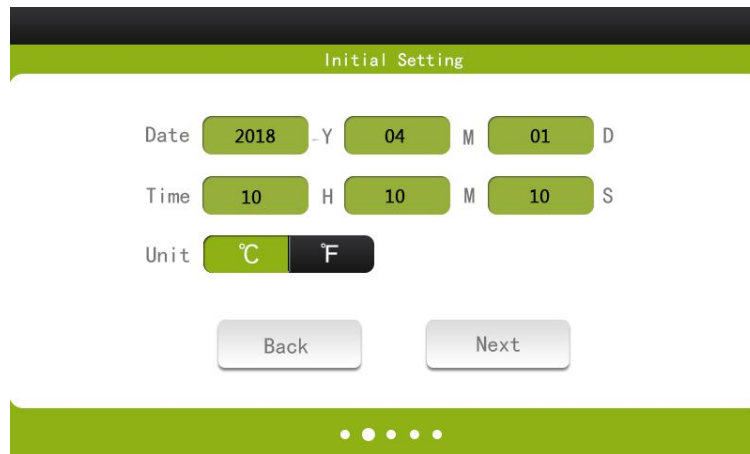 Initial Setting
Date 2018 -Y 04 M 01 D
Time 10 H 10 M 10 S
Unit ℃ ℉
Back Next